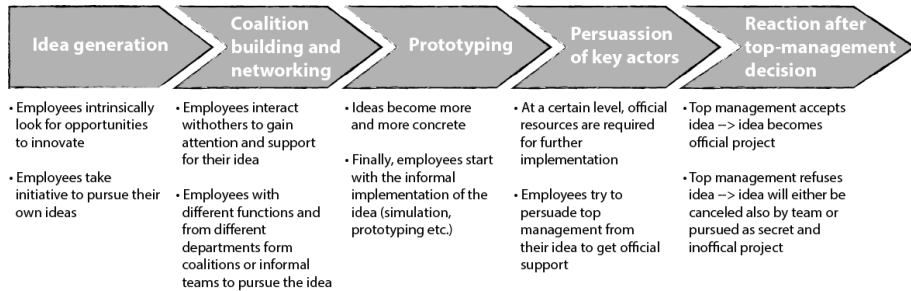 Idea generation
Coalition
building and
networking
Prototyping
Persuassion
of key actors
Reaction after
top-management
decision
• Employees intrinsically
look for opportunities
to innovate
• Employees take
initiative to pursue their
own ideas
• Employees interact
withothers to gain
attention and support
for their idea
• Employees with
different functions and
from different
departments form
coalitions or informal
teams to pursue the idea
• Ideas become more
and more concrete
• Finally, employees start
with the informal
implementation of the
idea (simulation,
prototyping etc.)
• At a certain level, official
resources are required
for further
implementation
• Employees try to
persuade top
management from
their idea to get official
support
• Top management accepts
idea --> idea becomes
official project
• Top management refuses
idea --> idea will either be
canceled also by team or
pursued as secret and
inoffical project